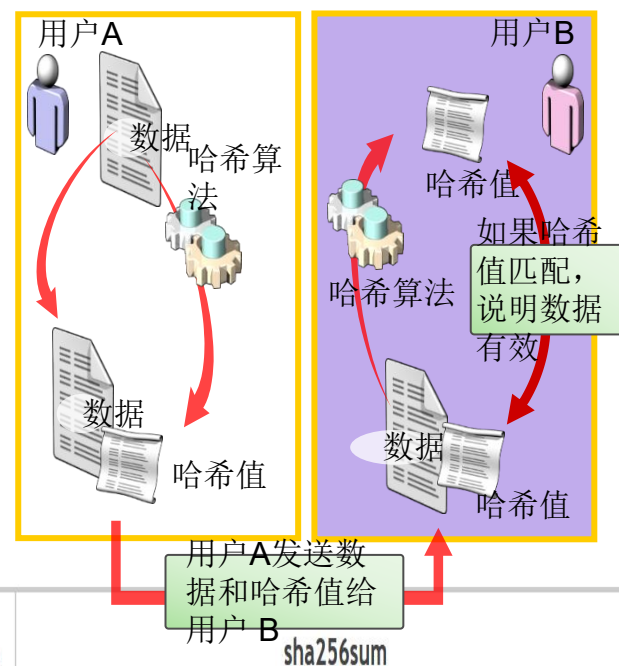 用户A
数据
哈希算
法
数据
哈希值
用户B
哈希值
如果哈希
值匹配，
说明数据
有效
哈希算法
数据
哈希值
用户A发送数
据和哈希值给
用户 B
sha256sum